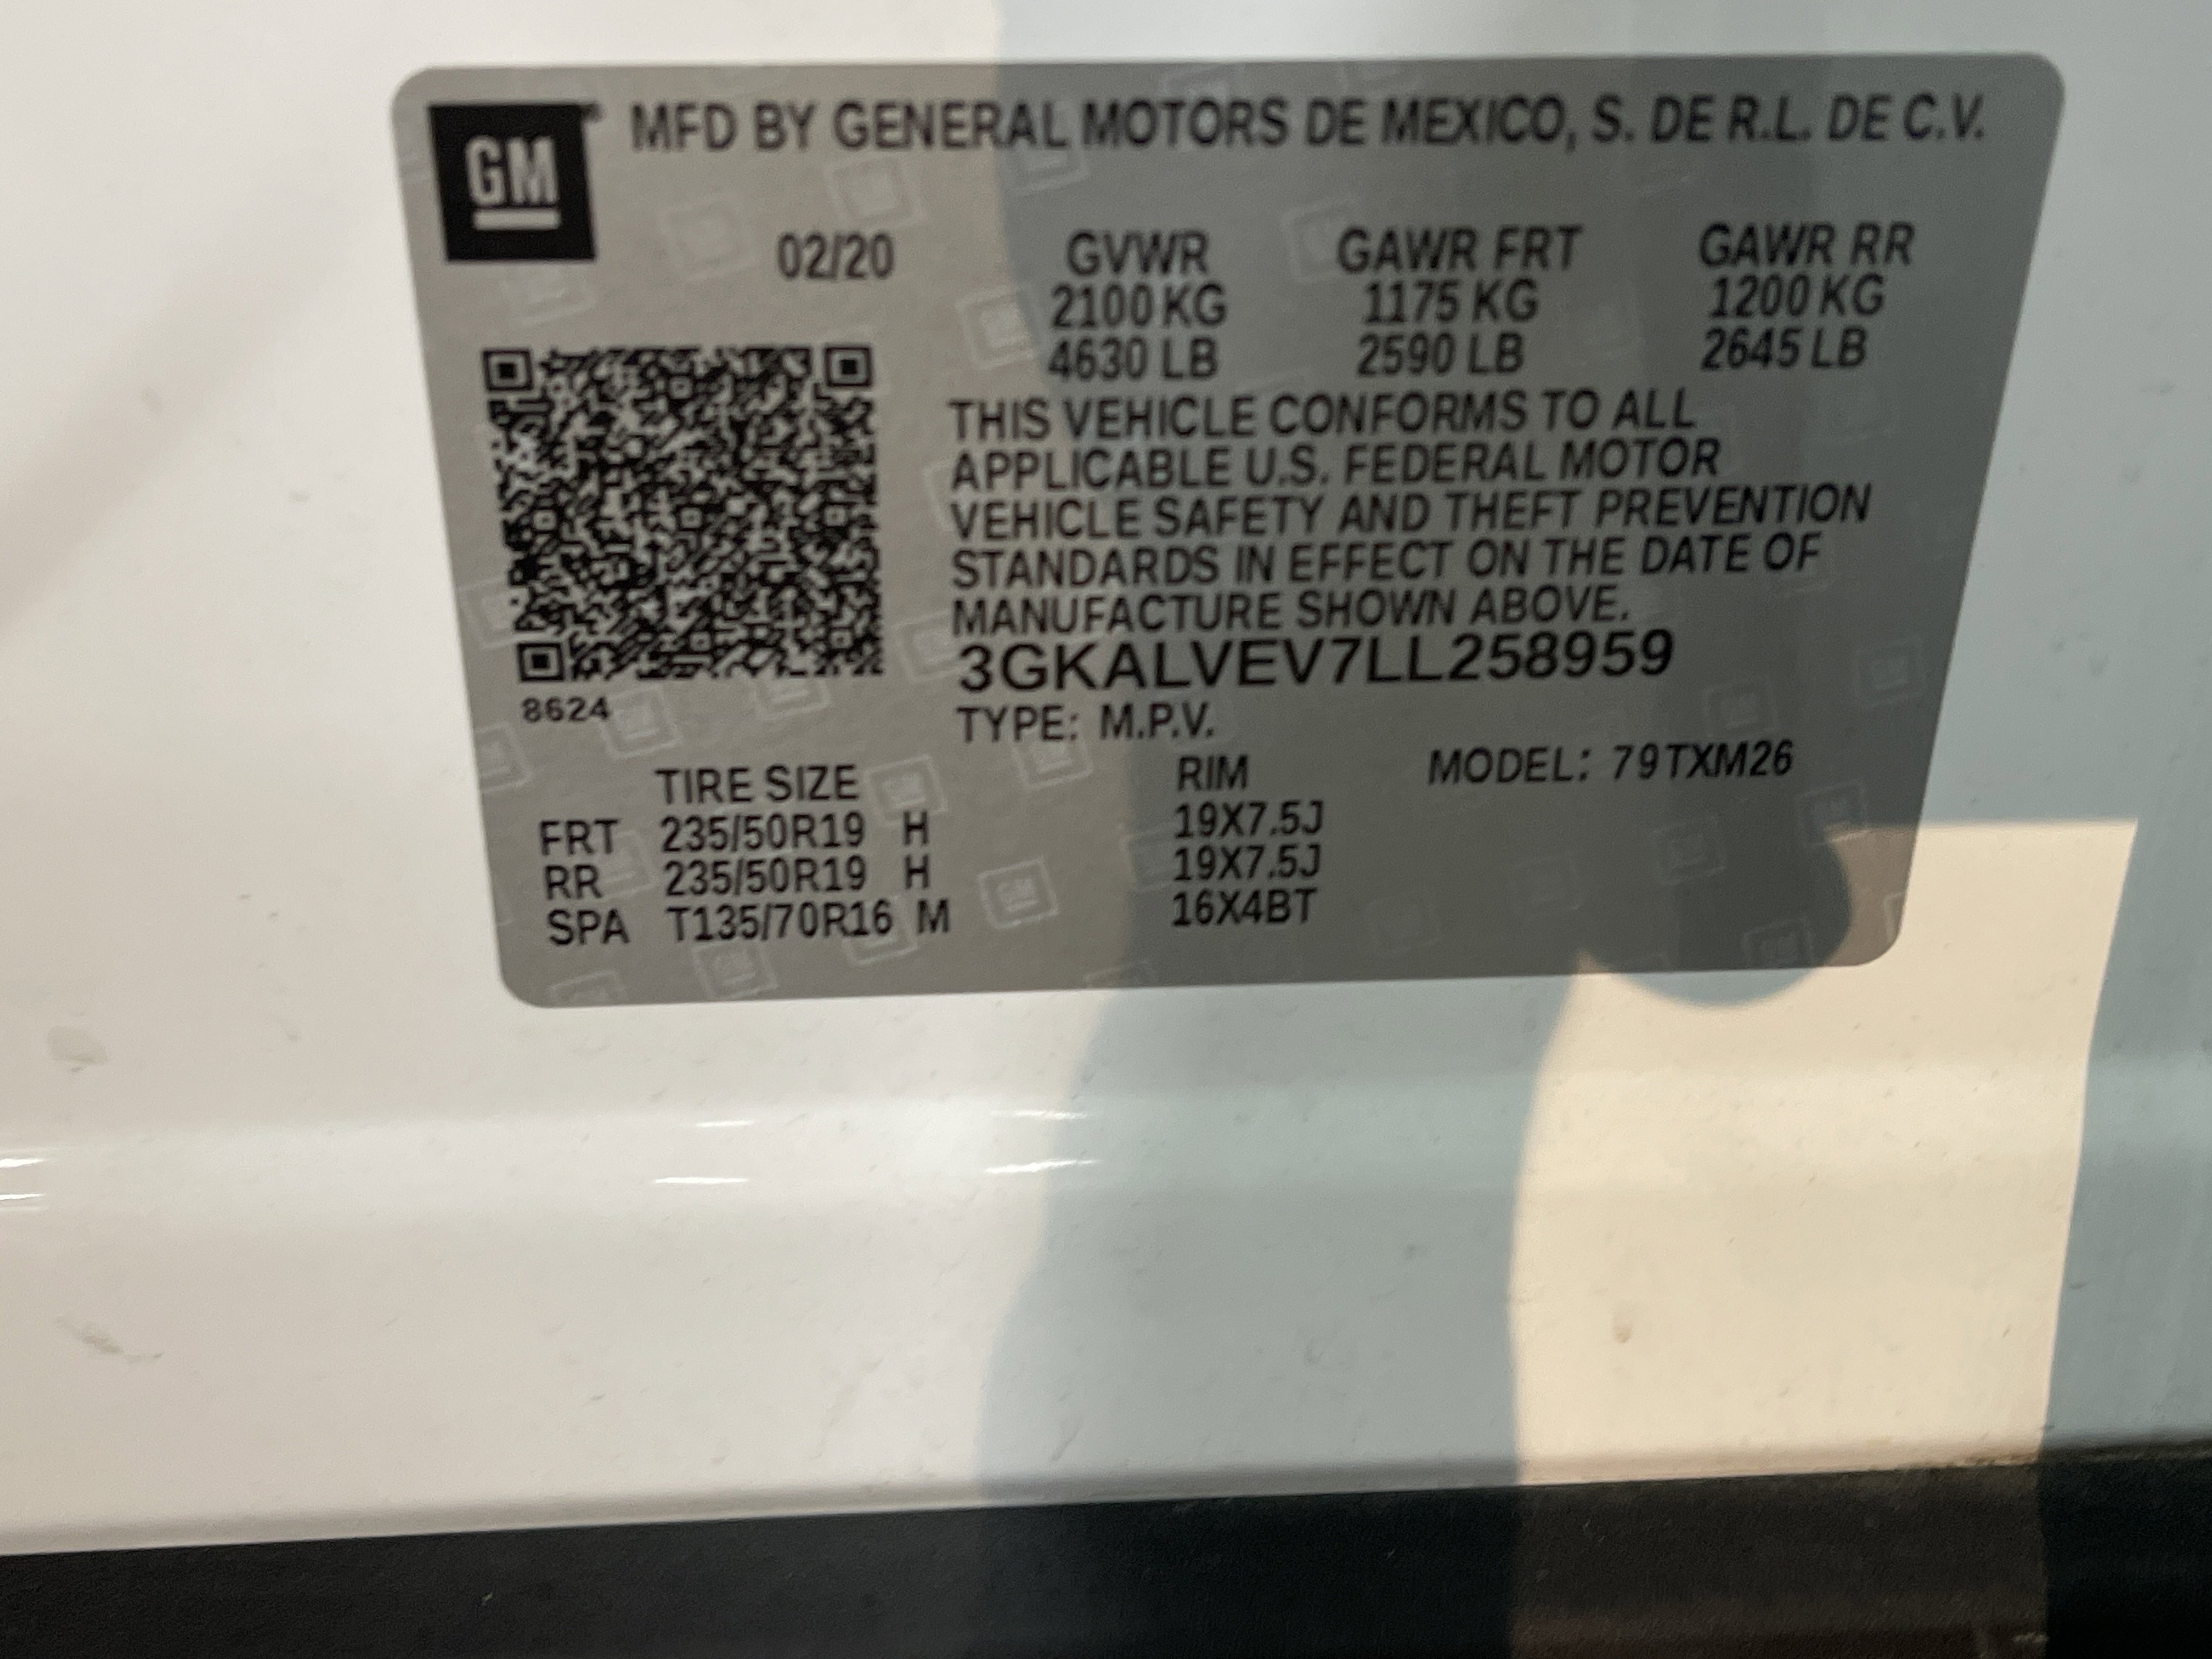 GM MFD BY GENERAL MOTORS DE MEXICO, S. DE R.L. DE C.V.
02/20 GVWR GAWR FRT GAWR RR
2100 KG 1175 KG 1200 KG
4630 LB 2590 LB 2645 LB
THIS VEHICLE CONFORMS TO ALL
APPLICABLE U.S. FEDERAL MOTOR
VEHICLE SAFETY AND THEFT PREVENTION
STANDARDS IN EFFECT ON THE DATE OF
MANUFACTURE SHOWN ABOVE.
3GKALVEV7LL258959
8624
TYPE: M.P.V.
TIRE SIZE RIM MODEL: 79TXM26
FRT 235/50R19 H 19X7.5J
RR 235/50R19 H 19X7.5J
SPA T135/70R16 M 16X4BT